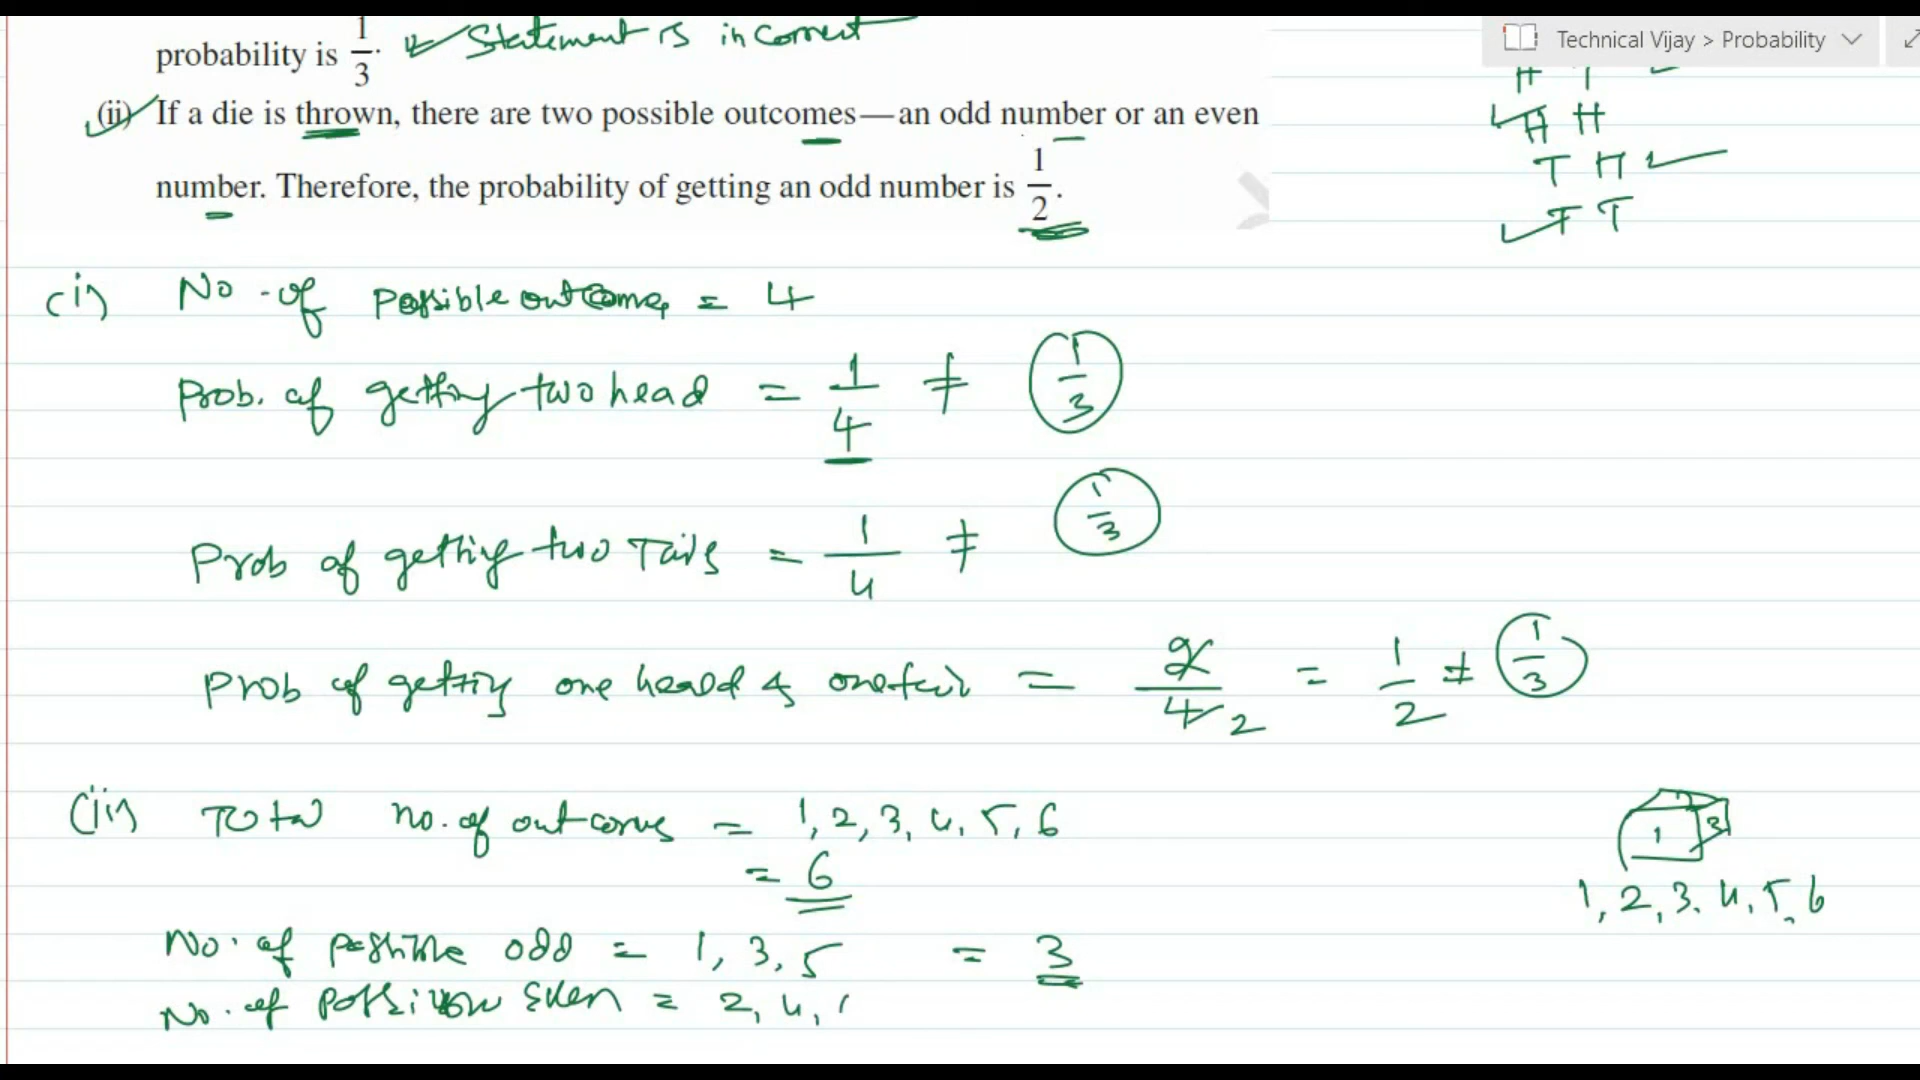 probability is 1/3. Statement is incorrect
Technical Vijay > Probability
(ii) If a die is thrown, there are two possible outcomes—an odd number or an even
number. Therefore, the probability of getting an odd number is 1/2.
H T
H H
T H
T T
(i) No. of possible outcomes = 4
Prob. of getting two head = 1/4 ≠ 1/3
Prob of getting two Tails = 1/4 ≠ 1/3
Prob of getting one head & one tail = 2/4 2 = 1/2 ≠ 1/3
(ii) Total no. of outcomes = 1, 2, 3, 4, 5, 6
= 6
1 3
1, 2, 3, 4, 5, 6
No. of possible odd = 1, 3, 5 = 3
No. of possible even = 2, 4,